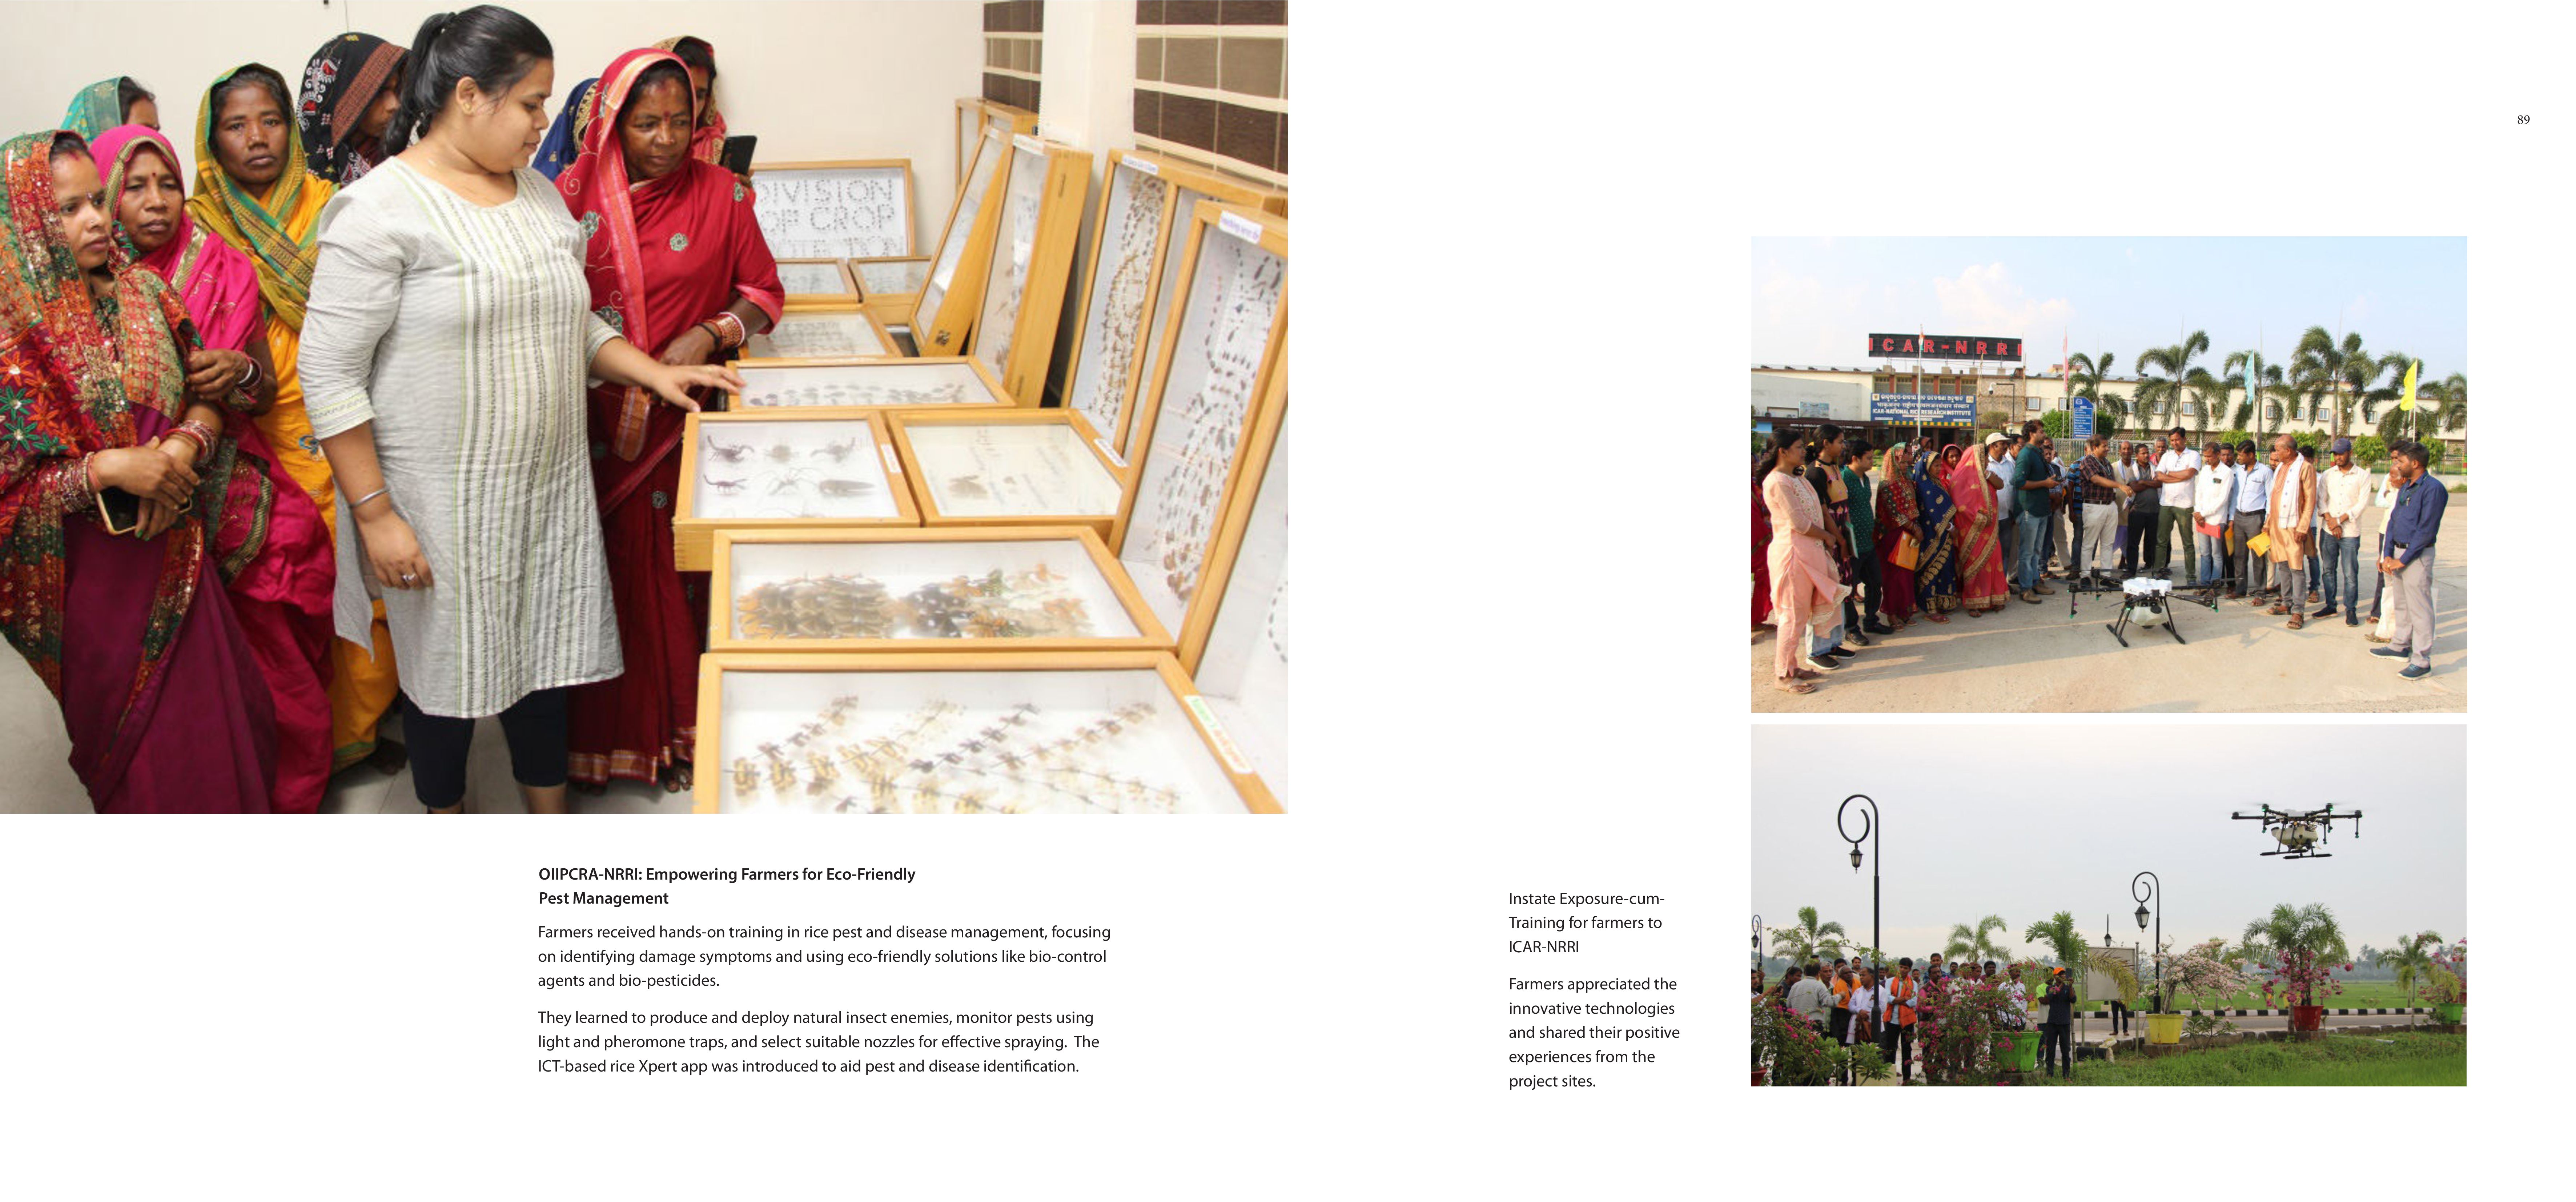 89
DIVISION
OF CROP
ICAR-NRRI
ICAR-NATIONAL RICE RESEARCH INSTITUTE
OIIPCRA-NRRI: Empowering Farmers for Eco-Friendly
Pest Management
Farmers received hands-on training in rice pest and disease management, focusing
on identifying damage symptoms and using eco-friendly solutions like bio-control
agents and bio-pesticides.
They learned to produce and deploy natural insect enemies, monitor pests using
light and pheromone traps, and select suitable nozzles for effective spraying. The
ICT-based rice Xpert app was introduced to aid pest and disease identification.
Instate Exposure-cum-
Training for farmers to
ICAR-NRRI
Farmers appreciated the
innovative technologies
and shared their positive
experiences from the
project sites.